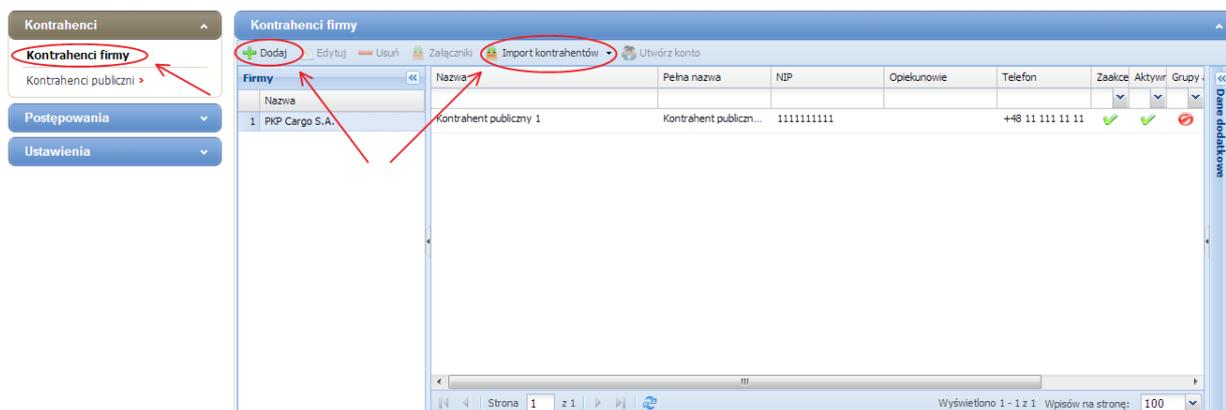 Kontrahenci
Kontrahenci firmy
Kontrahenci publiczni
Postępowania
Ustawienia
Kontrahenci firmy
Dodaj Edytuj Usuń Załączniki Import kontrahentów Utwórz konto
Firmy
Nazwa
1 PKP Cargo S.A.
Nazwa Pełna nazwa NIP Opiekunowie Telefon Zaakce Aktywr Grupy
Kontrahent publiczny 1 Kontrahent publiczn... 1111111111 +48 11 111 11 11
Dane dodatkowe
Strona 1 z 1 Wyświetlono 1 - 1 z 1 Wpisów na stronę: 100